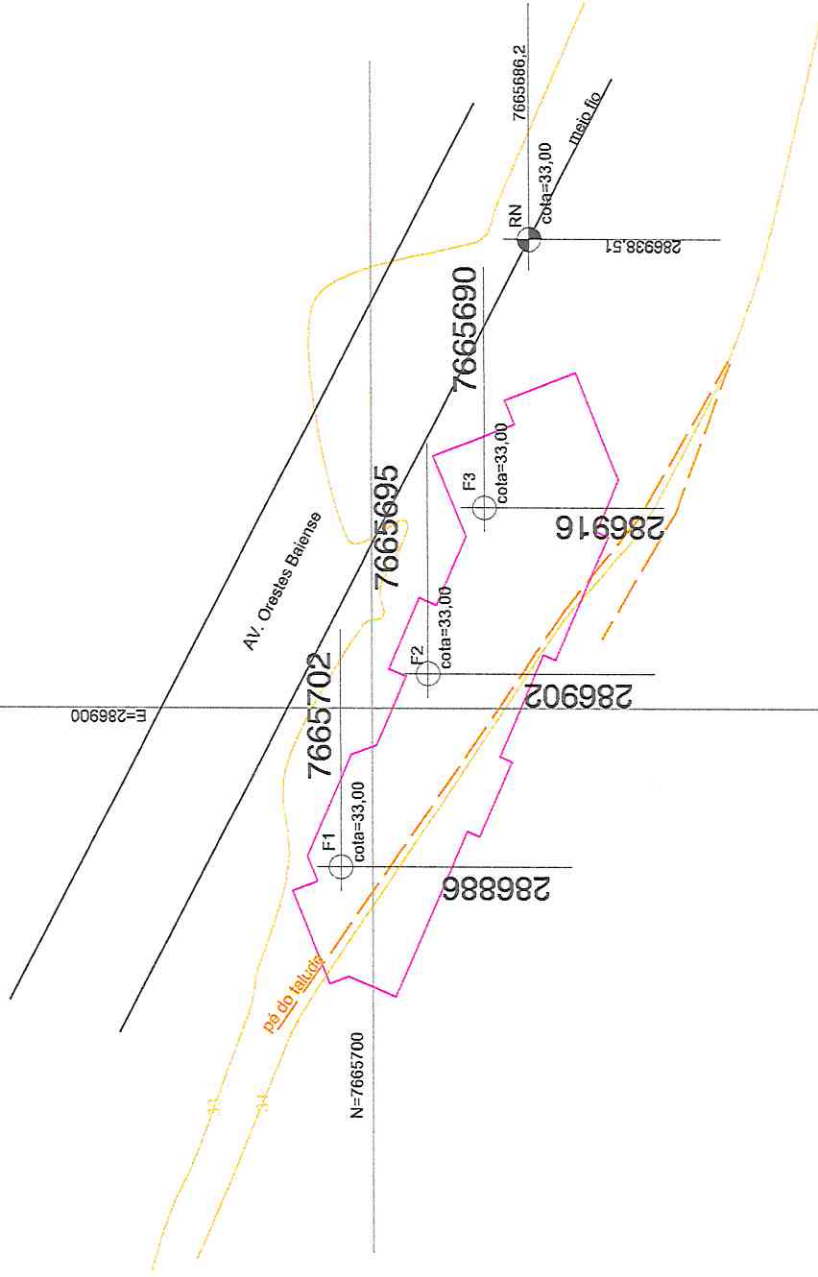 7665686,2
meio fio
RN
cota=33,00
286938.51
7665690
F3
cota=33,00
286916
AV. Orestes Baiense
7665695
F2
cota=33,00
286902
E=286900
7665702
F1
cota=33,00
286886
pé do talude
N=7665700
34